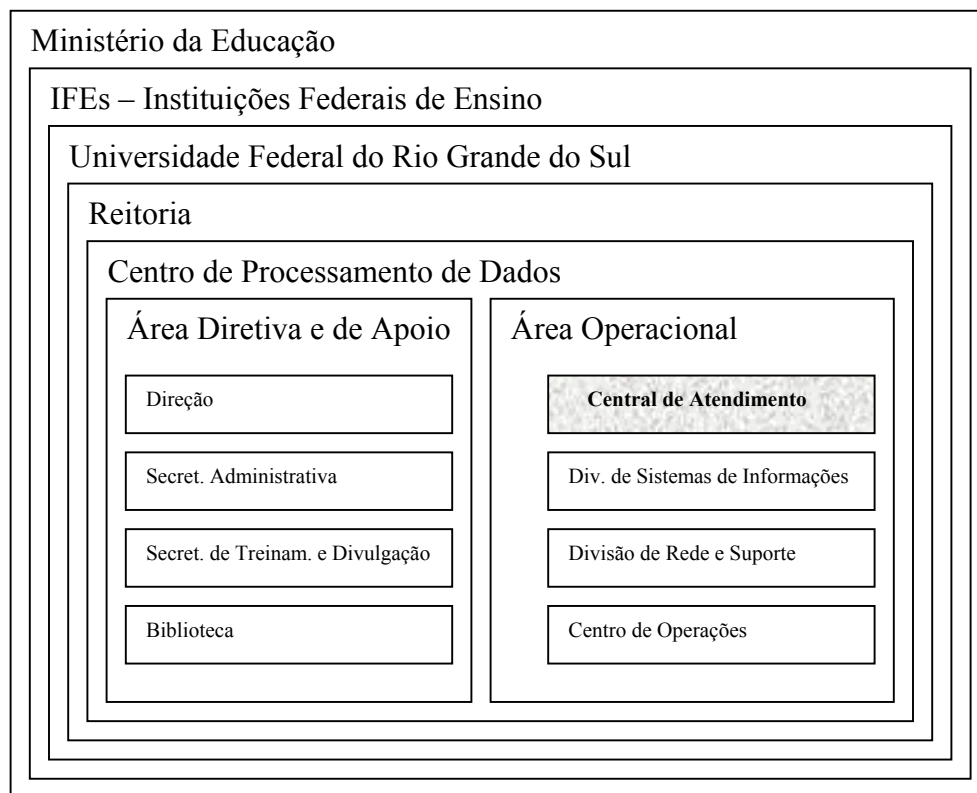 Ministério da Educação
IFEs – Instituições Federais de Ensino
Universidade Federal do Rio Grande do Sul
Reitoria
Centro de Processamento de Dados
Área Diretiva e de Apoio
Direção
Secret. Administrativa
Secret. de Treinam. e Divulgação
Biblioteca
Área Operacional
Central de Atendimento
Div. de Sistemas de Informações
Divisão de Rede e Suporte
Centro de Operações